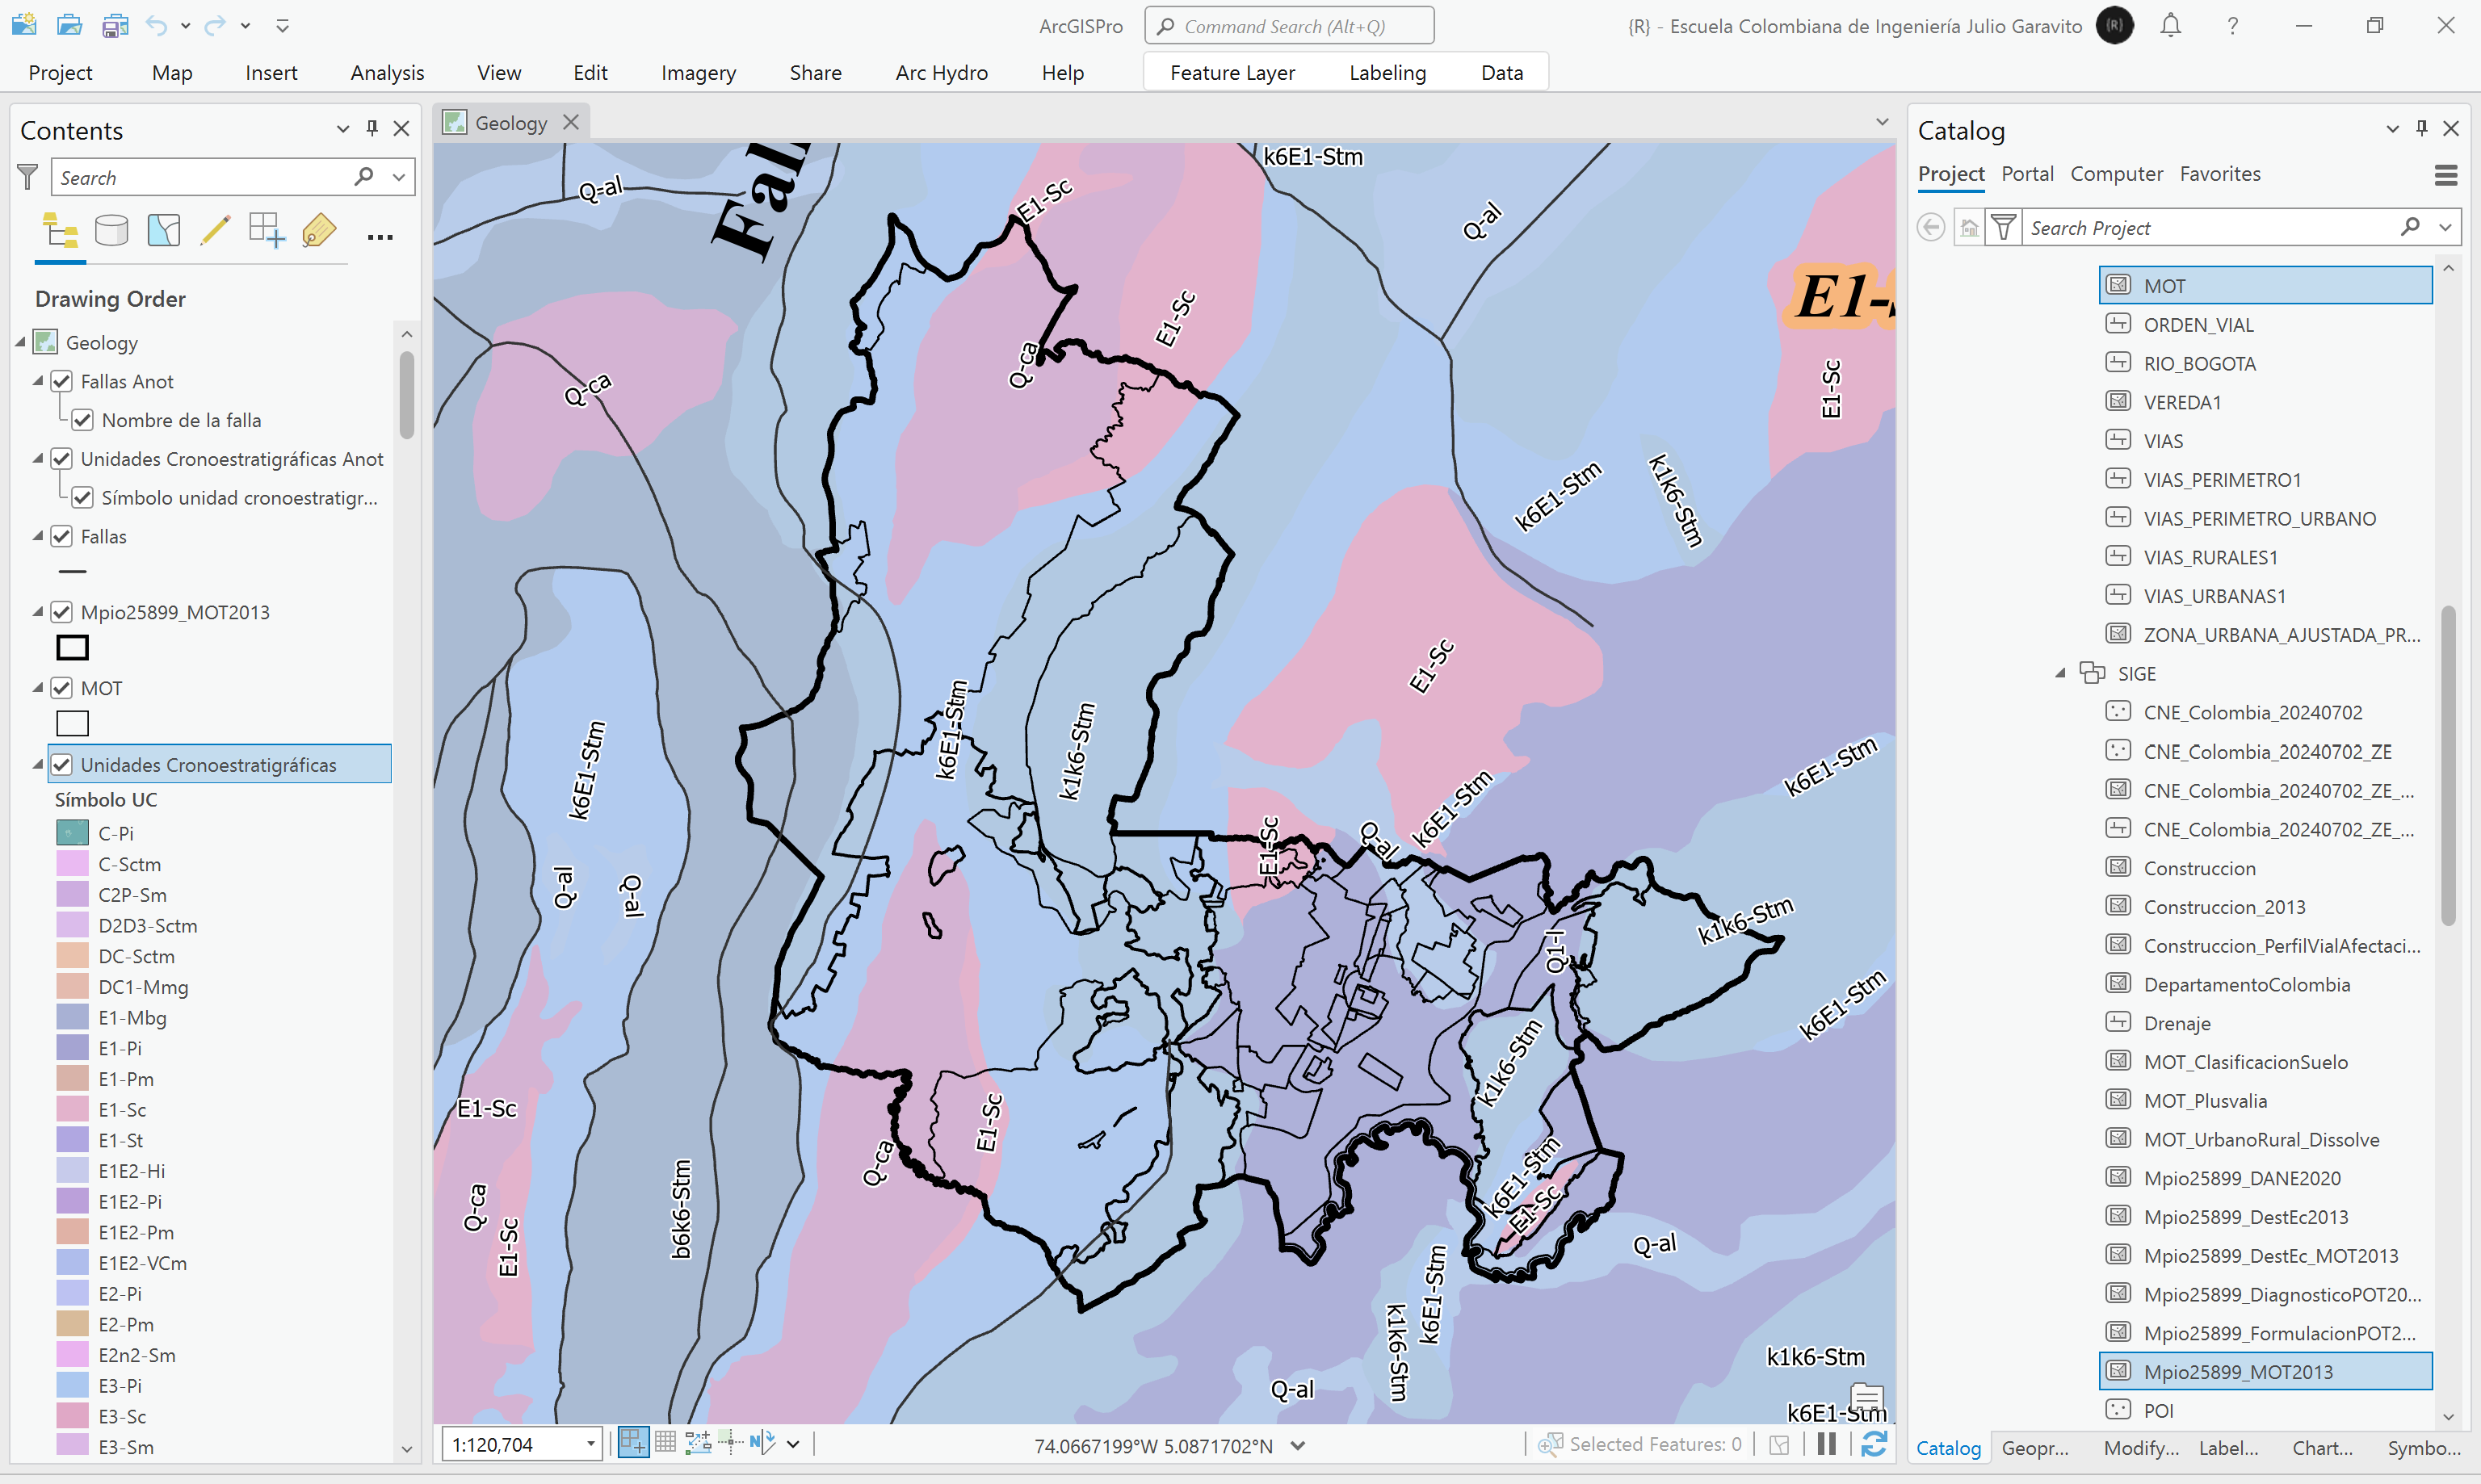 ArcGISPro
Command Search (Alt+Q)
{R} - Escuela Colombiana de Ingeniería Julio Garavito
{R}
Project
Map
Insert
Analysis
View
Edit
Imagery
Share
Arc Hydro
Help
Feature Layer
Labeling
Data
Contents
Search
Drawing Order
Geology
Fallas Anot
Nombre de la falla
Unidades Cronoestratigráficas Anot
Símbolo unidad cronoestratigr...
Fallas
Mpio25899_MOT2013
MOT
Unidades Cronoestratigráficas
Símbolo UC
C-Pi
C-Sctm
C2P-Sm
D2D3-Sctm
DC-Sctm
DC1-Mmg
E1-Mbg
E1-Pi
E1-Pm
E1-Sc
E1-St
E1E2-Hi
E1E2-Pi
E1E2-Pm
E1E2-VCm
E2-Pi
E2-Pm
E2n2-Sm
E3-Pi
E3-Sc
E3-Sm
Geology
k6E1-Stm
Fal
Q-al
E1-Sc
Q-al
E1-S
E1-Sc
Q-ca
Q-ca
E1-Sc
k6E1-Stm
k1k6-Stm
E1-Sc
k6E1-Stm
k6E1-Stm
k1k6-Stm
k6E1-Stm
k6E1-Stm
Q-al
E1-Sc
Q-al
Q-al
k1k6-Stm
Q1-l
k6E1-Stm
k1k6-Stm
E1-Sc
E1-Sc
Q-ca
k6E1-Stm
E1-Sc
Q-ca
E1-Sc
b6k6-Stm
Q-al
k6E1-Stm
k1k6-Stm
Q-al
k1k6-Stm
k6E1-Stm
1:120,704
74.0667199°W 5.0871702°N
Selected Features: 0
Catalog
Project
Portal
Computer
Favorites
Search Project
MOT
ORDEN_VIAL
RIO_BOGOTA
VEREDA1
VIAS
VIAS_PERIMETRO1
VIAS_PERIMETRO_URBANO
VIAS_RURALES1
VIAS_URBANAS1
ZONA_URBANA_AJUSTADA_PR...
SIGE
CNE_Colombia_20240702
CNE_Colombia_20240702_ZE
CNE_Colombia_20240702_ZE_...
CNE_Colombia_20240702_ZE_...
Construccion
Construccion_2013
Construccion_PerfilVialAfectaci...
DepartamentoColombia
Drenaje
MOT_ClasificacionSuelo
MOT_Plusvalia
MOT_UrbanoRural_Dissolve
Mpio25899_DANE2020
Mpio25899_DestEc2013
Mpio25899_DestEc_MOT2013
Mpio25899_DiagnosticoPOT20...
Mpio25899_FormulacionPOT2...
Mpio25899_MOT2013
POI
Catalog
Geopr...
Modify...
Label...
Chart...
Symbo...